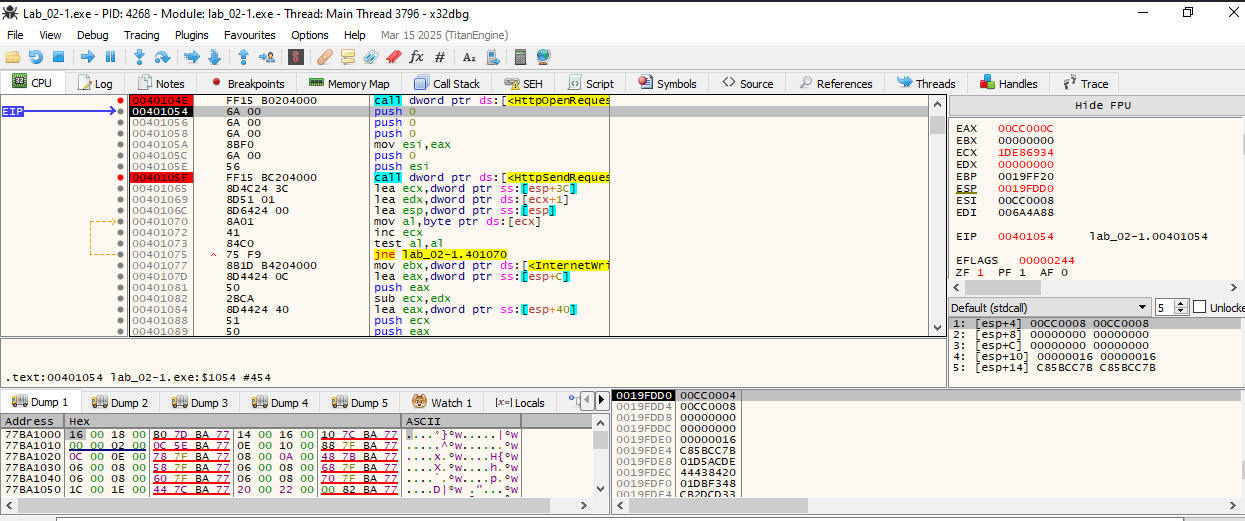 Lab_02-1.exe - PID: 4268 - Module: lab_02-1.exe - Thread: Main Thread 3796 - x32dbg
File View Debug Tracing Plugins Favourites Options Help Mar 15 2025 (TitanEngine)
CPU Log Notes Breakpoints Memory Map Call Stack SEH Script Symbols Source References Threads Handles Trace
EIP
0040104E FF15 B0204000 call dword ptr ds:[<HttpOpenReques
00401054 6A 00 push 0
00401056 6A 00 push 0
00401058 6A 00 push 0
0040105A 8BF0 mov esi,eax
0040105C 6A 00 push 0
0040105E 56 push esi
0040105F FF15 BC204000 call dword ptr ds:[<HttpSendReques
00401065 8D4C24 3C lea ecx,dword ptr ss:[esp+3C]
00401069 8D51 01 lea edx,dword ptr ds:[ecx+1]
0040106C 8D6424 00 lea esp,dword ptr ss:[esp]
00401070 8A01 mov al,byte ptr ds:[ecx]
00401072 41 inc ecx
00401073 84C0 test al,al
00401075 75 F9 jne lab_02-1.401070
00401077 8B1D B4204000 mov ebx,dword ptr ds:[<InternetWri
0040107D 8D4424 0C lea eax,dword ptr ss:[esp+C]
00401081 50 push eax
00401082 2BCA sub ecx,edx
00401084 8D4424 40 lea eax,dword ptr ss:[esp+40]
00401088 51 push ecx
00401089 50 push eax
Hide FPU
EAX 00CC000C
EBX 00000000
ECX 1DE86934
EDX 00000000
EBP 0019FF20
ESP 0019FDD0
ESI 00CC0008
EDI 006A4A88
EIP 00401054 lab_02-1.00401054
EFLAGS 00000244
ZF 1 PF 1 AF 0
Default (stdcall) 5 Unlocke
1: [esp+4] 00CC0008 00CC0008
2: [esp+8] 00000000 00000000
3: [esp+C] 00000000 00000000
4: [esp+10] 00000016 00000016
5: [esp+14] C85BCC7B C85BCC7B
.text:00401054 lab_02-1.exe:$1054 #454
Dump 1 Dump 2 Dump 3 Dump 4 Dump 5 Watch 1 [x=] Locals
Address Hex ASCII
77BA1000 16 00 18 00 B0 7D BA 77 14 00 16 00 10 7C BA 77 ....°}ºw.....|ºw
77BA1010 00 00 02 00 0C 5E BA 77 0E 00 10 00 88 7F BA 77 .....^ºw......ºw
77BA1020 0C 00 0E 00 78 7F BA 77 08 00 0A 00 48 7B BA 77 ....x.ºw....H{ºw
77BA1030 06 00 08 00 58 7F BA 77 06 00 08 00 68 7F BA 77 ....X.ºw....h.ºw
77BA1040 06 00 08 00 60 7F BA 77 06 00 08 00 70 7F BA 77 ....`.ºw....p.ºw
77BA1050 1C 00 1E 00 44 7C BA 77 20 00 22 00 00 82 BA 77 ....D|ºw ."...ºw
0019FDD0 00CC0004
0019FDD4 00CC0008
0019FDD8 00000000
0019FDDC 00000000
0019FDE0 00000016
0019FDE4 C85BCC7B
0019FDE8 01D5ACDE
0019FDEC 44438420
0019FDF0 01DBF348
0019FDF4 CB2DCD33